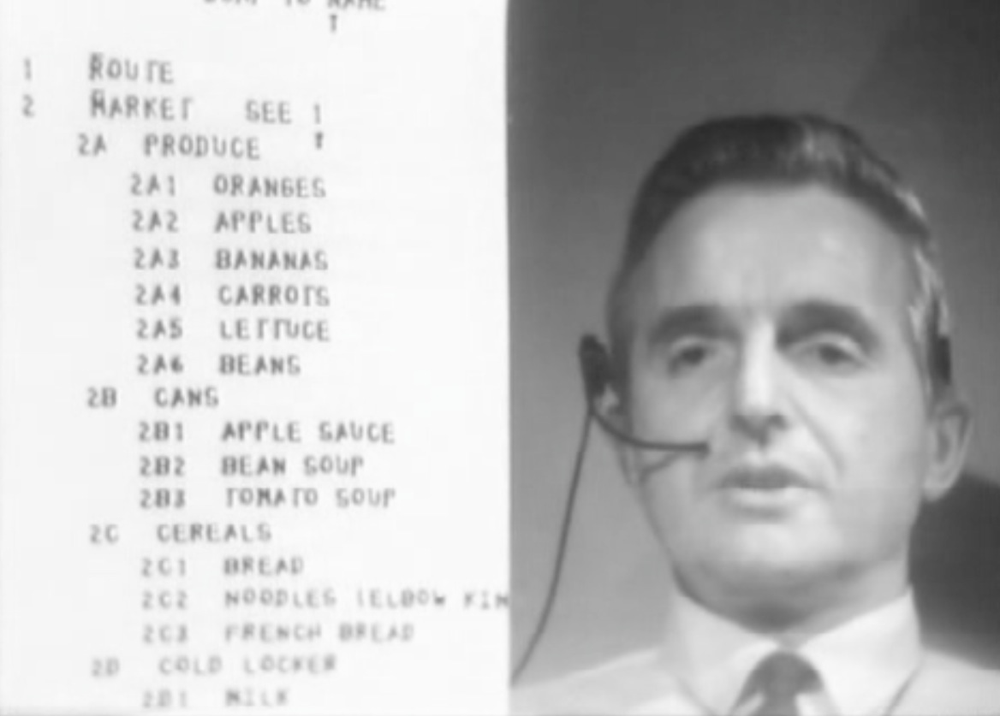 JUMP TO NAME
1 ROUTE
2 MARKET SEE 1
2A PRODUCE
2A1 ORANGES
2A2 APPLES
2A3 BANANAS
2A4 CARROTS
2A5 LETTUCE
2A6 BEANS
2B CANS
2B1 APPLE SAUCE
2B2 BEAN SOUP
2B3 TOMATO SOUP
2C CEREALS
2C1 BREAD
2C2 NOODLES (ELBOW KIN
2C3 FRENCH BREAD
2D COLD LOCKER
2D1 MILK